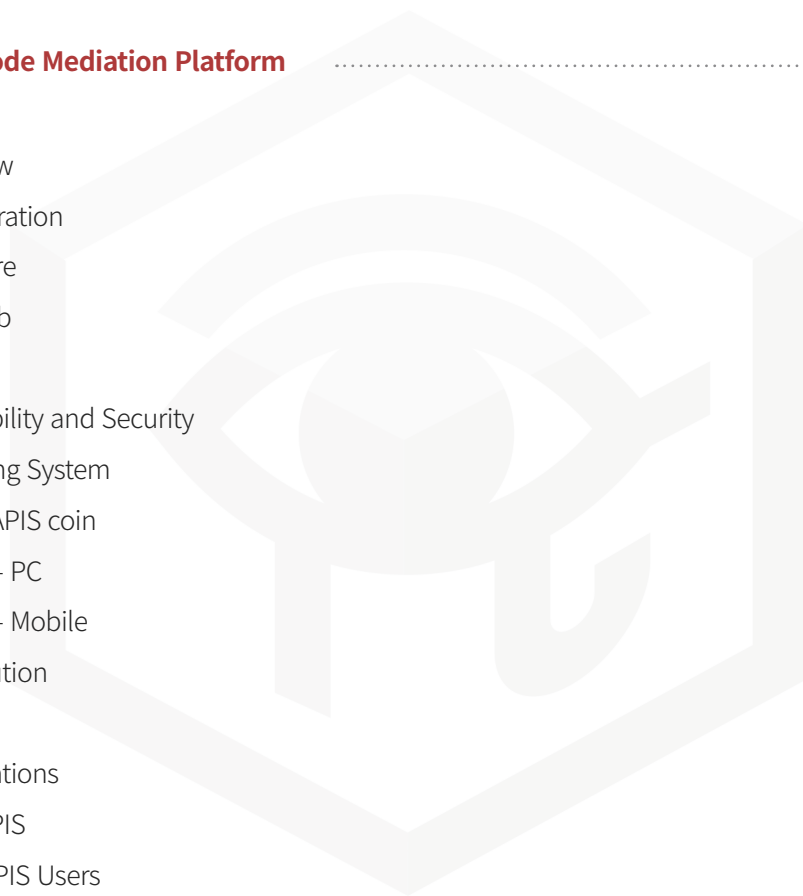 ode Mediation Platform ..........................................................
w
ration
re
b
bility and Security
ng System
APIS coin
- PC
- Mobile
ution
ations
PIS
PIS Users